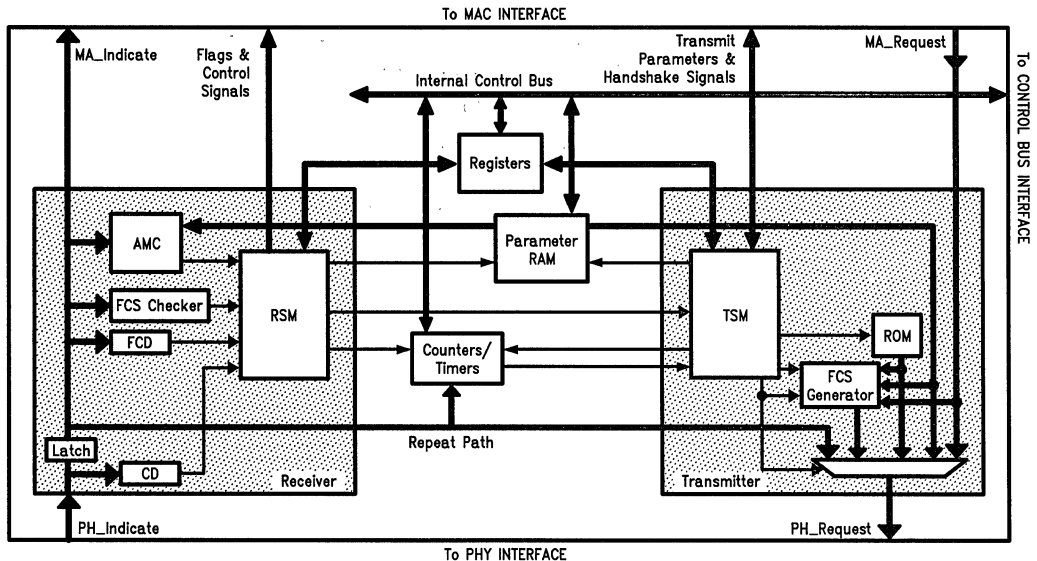 To MAC INTERFACE
MA_Indicate
Flags &
Control
Signals
Transmit
Parameters &
Handshake Signals
MA_Request
To CONTROL BUS INTERFACE
Internal Control Bus
Registers
AMC
Parameter
RAM
FCS Checker
RSM
TSM
FCD
ROM
Counters/
Timers
FCS
Generator
Latch
Repeat Path
CD
Receiver
Transmitter
PH_Indicate
PH_Request
To PHY INTERFACE